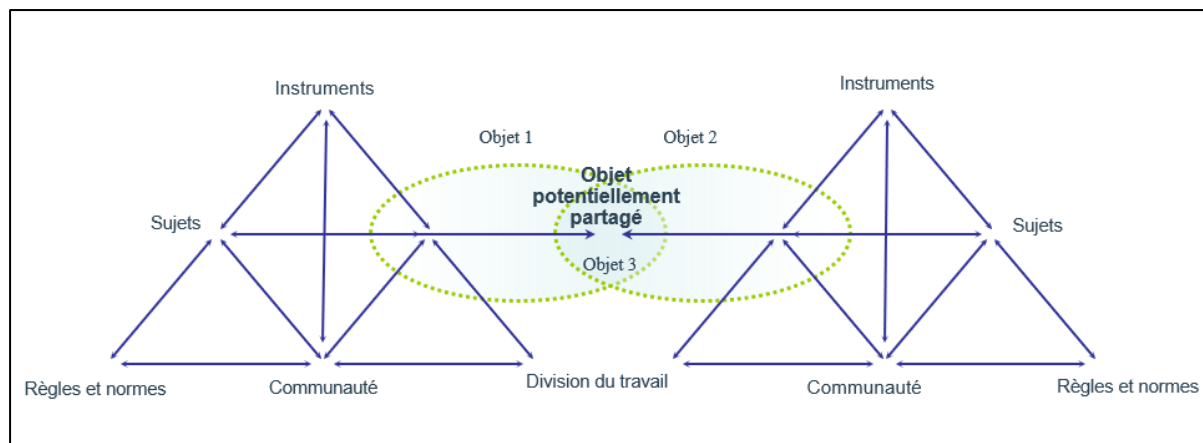 Instruments
Instruments
Objet 1
Objet 2
Objet
potentiellement
partagé
Sujets
Sujets
Objet 3
Règles et normes
Communauté
Division du travail
Communauté
Règles et normes